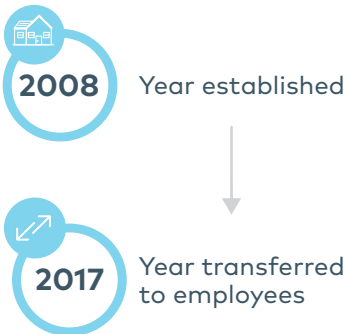 2008
Year established
2017
Year transferred
to employees